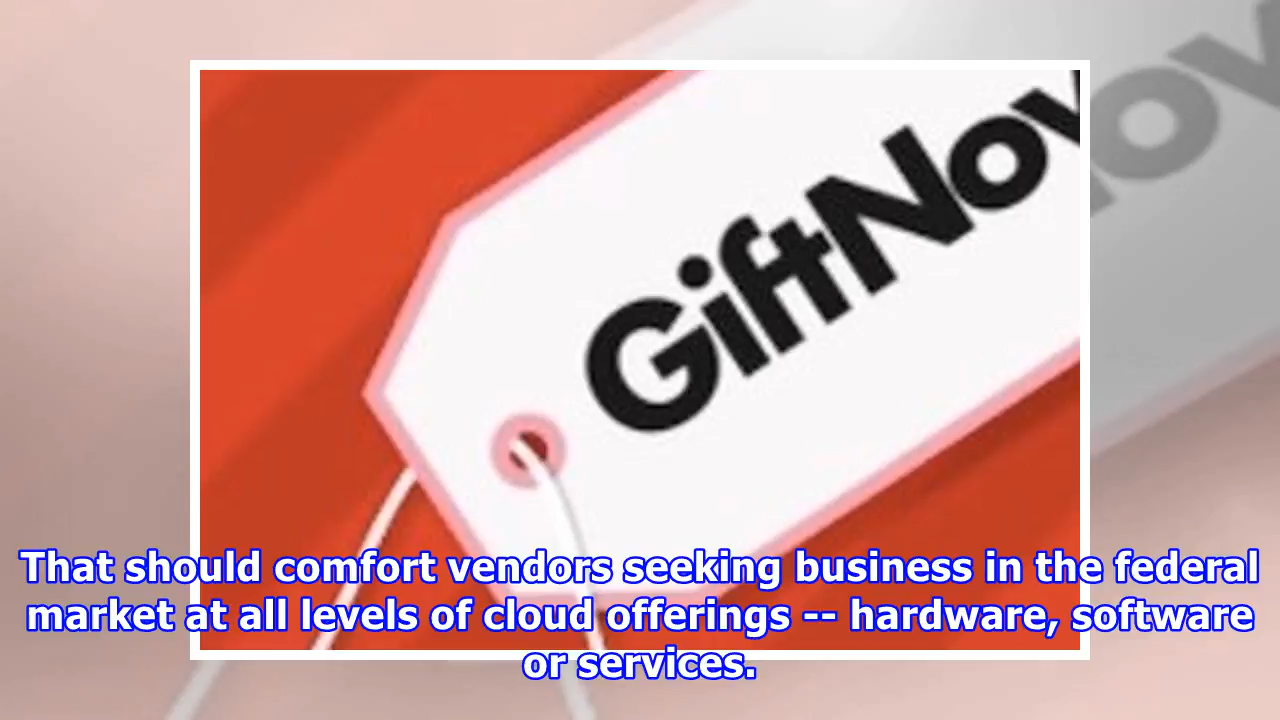 GiftNow
That should comfort vendors seeking business in the federal
market at all levels of cloud offerings -- hardware, software
or services.